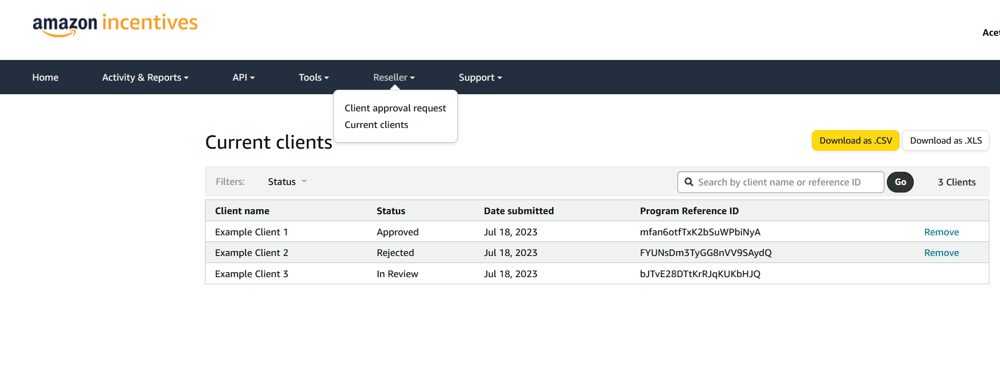 amazon incentives
Acet
Home Activity & Reports API Tools Reseller Support
Client approval request
Current clients
Current clients
Download as .CSV Download as .XLS
Filters: Status Search by client name or reference ID Go 3 Clients
Client name Status Date submitted Program Reference ID
Example Client 1 Approved Jul 18, 2023 mfan6otfTxK2bSuWPbiNyA Remove
Example Client 2 Rejected Jul 18, 2023 FYUNsDm3TyGG8nVV9SAydQ Remove
Example Client 3 In Review Jul 18, 2023 bJTvE28DTtKrRJqKUKbHJQ